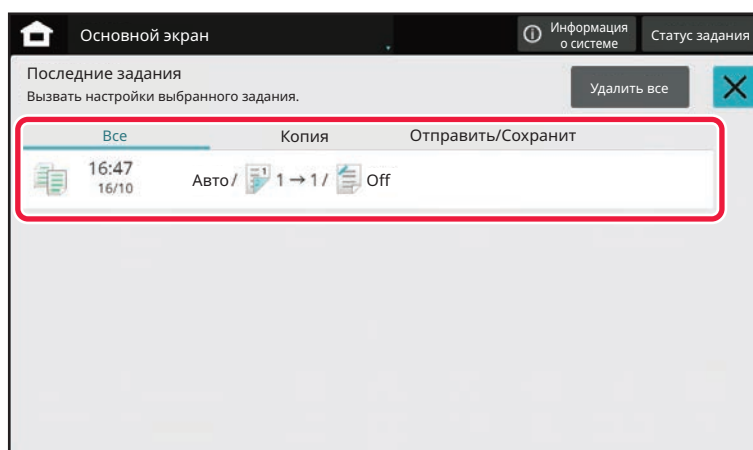 Основной экран
Информация
о системе
Статус задания
Последние задания
Вызвать настройки выбранного задания.
Удалить все
Все Копия Отправить/Сохранит
16:47
16/10
Авто / 1 1 → 1 / Off